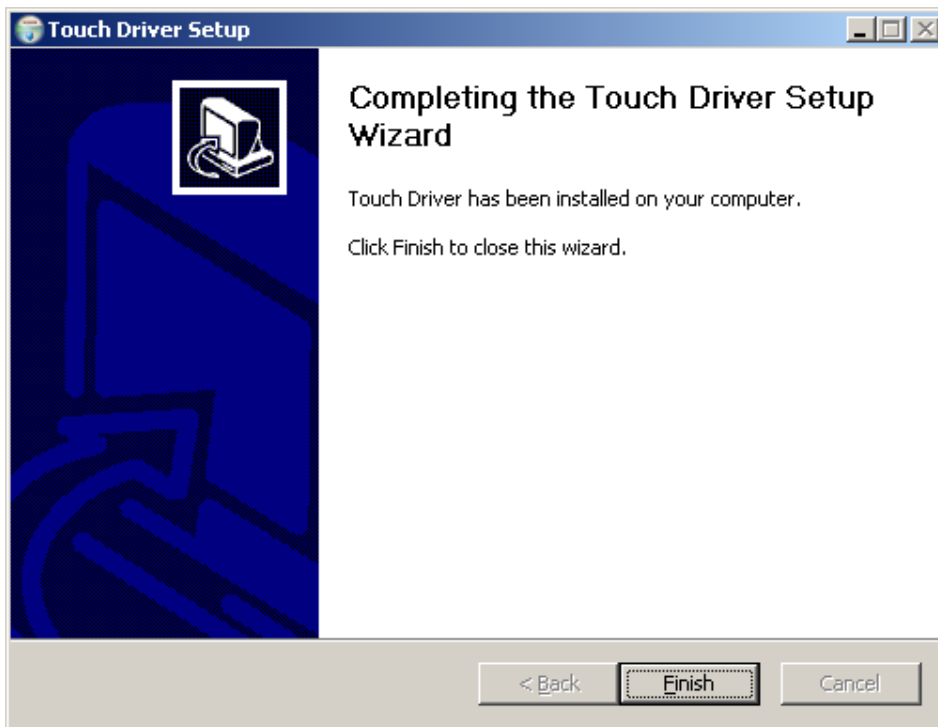 Touch Driver Setup
Completing the Touch Driver Setup
Wizard
Touch Driver has been installed on your computer.
Click Finish to close this wizard.
< Back
Finish
Cancel